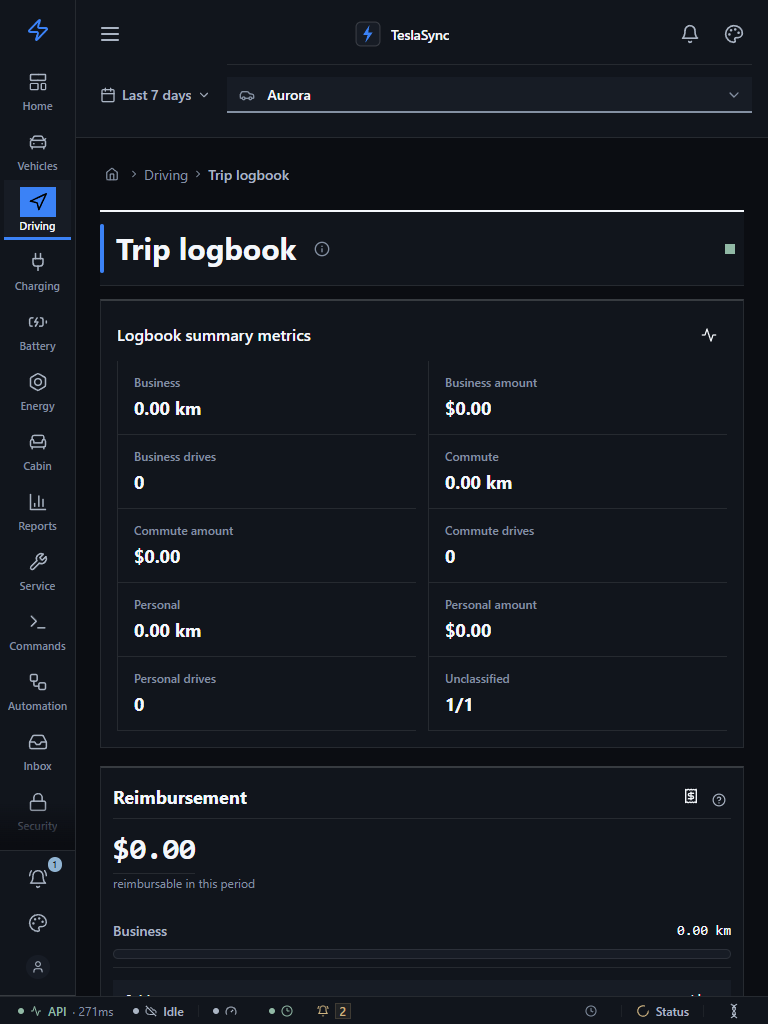 TeslaSync
Last 7 days
Aurora
Home
Vehicles
Driving
Charging
Battery
Energy
Cabin
Reports
Service
Commands
Automation
Inbox
Security
1
Driving
Trip logbook
Trip logbook
Logbook summary metrics
Business
0.00 km
Business amount
$0.00
Business drives
0
Commute
0.00 km
Commute amount
$0.00
Commute drives
0
Personal
0.00 km
Personal amount
$0.00
Personal drives
0
Unclassified
1/1
Reimbursement
$0.00
reimbursable in this period
Business
0.00 km
API · 271ms
Idle
2
Status